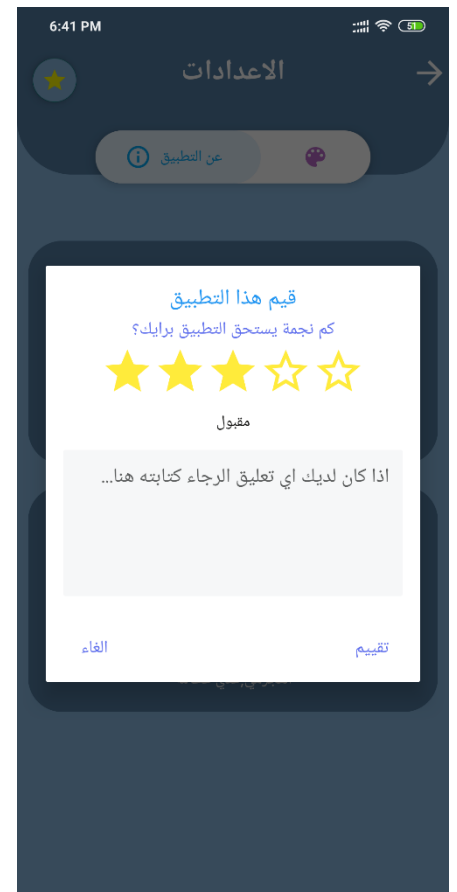 6:41 PM
51
الاعدادات
عن التطبيق
قيم هذا التطبيق
كم نجمة يستحق التطبيق برايك؟
مقبول
اذا كان لديك اي تعليق الرجاء كتابته هنا...
تقييم
الغاء